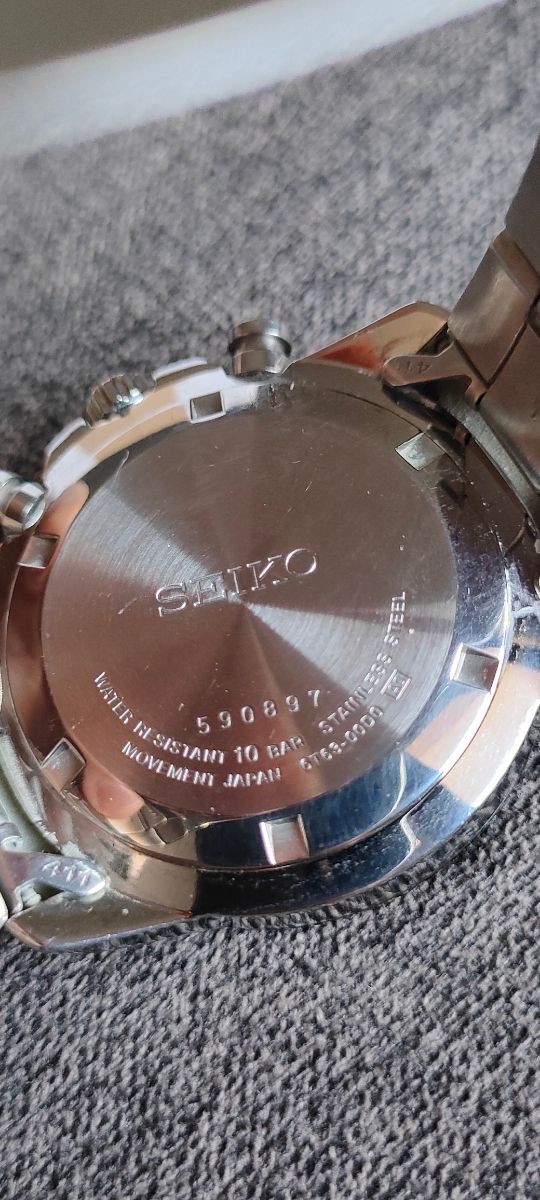 SEIKO
590897
WATER RESISTANT 10 BAR STAINLESS STEEL
MOVEMENT JAPAN 6T63-00D0